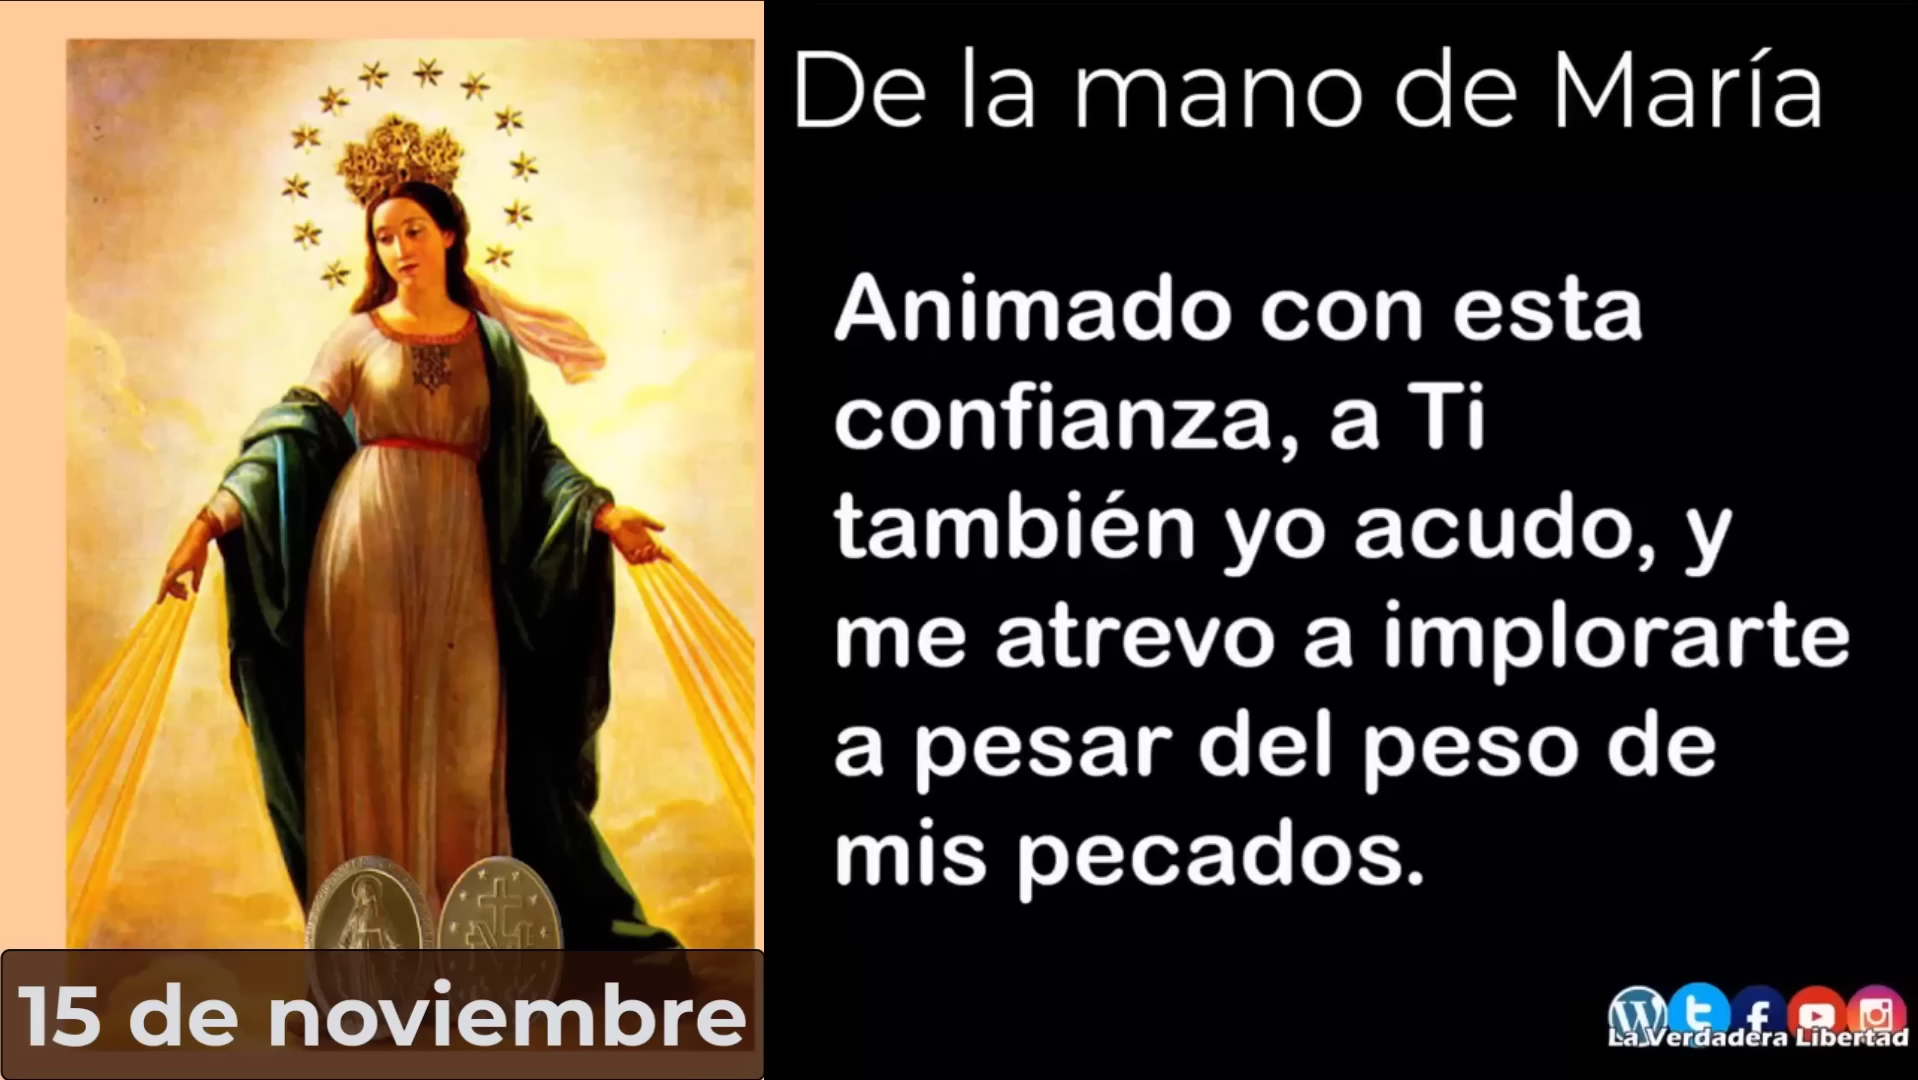 De la mano de María
Animado con esta
confianza, a Ti
también yo acudo, y
me atrevo a implorarte
a pesar del peso de
mis pecados.
15 de noviembre
La Verdadera Libertad